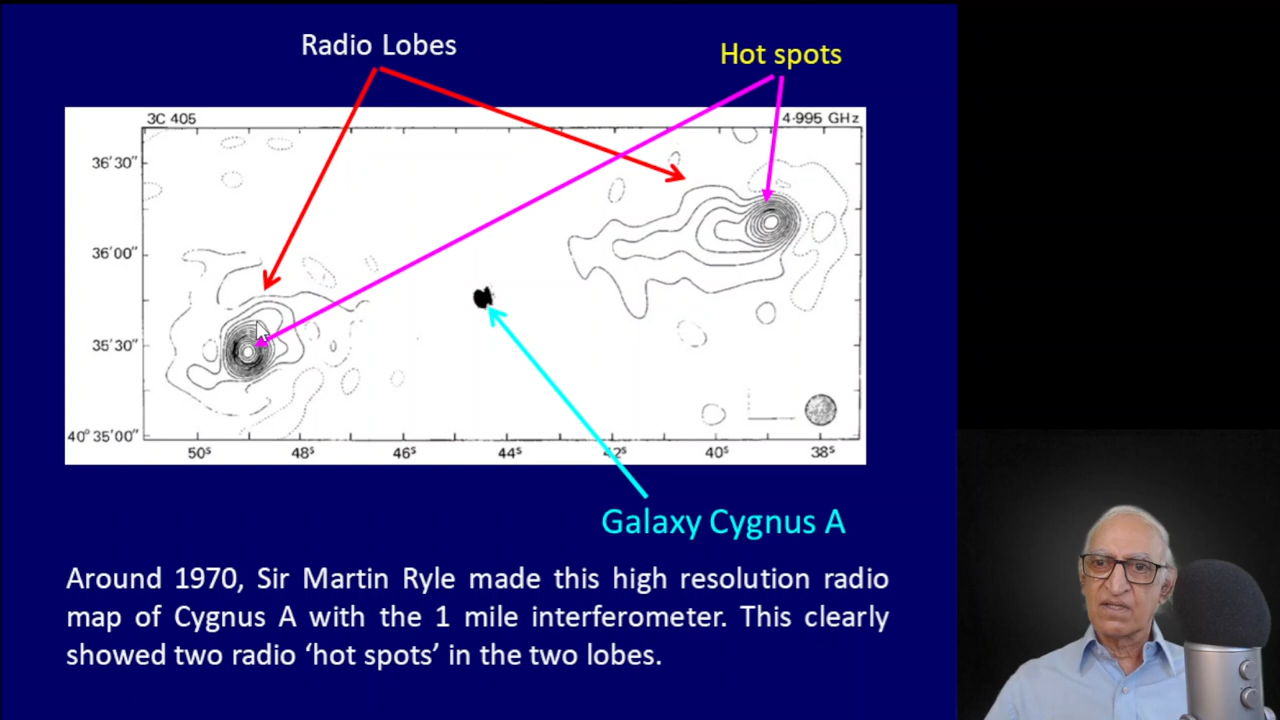 Radio Lobes
Hot spots
3C 405
4·995 GHz
36′30″
36′00″
35′30″
40° 35′00″
50ˢ
48ˢ
46ˢ
44ˢ
42ˢ
40ˢ
38ˢ
Galaxy Cygnus A
Around 1970, Sir Martin Ryle made this high resolution radio
map of Cygnus A with the 1 mile interferometer. This clearly
showed two radio ‘hot spots’ in the two lobes.